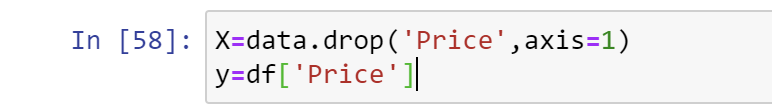 In [58]: X=data.drop('Price',axis=1)
y=df['Price']